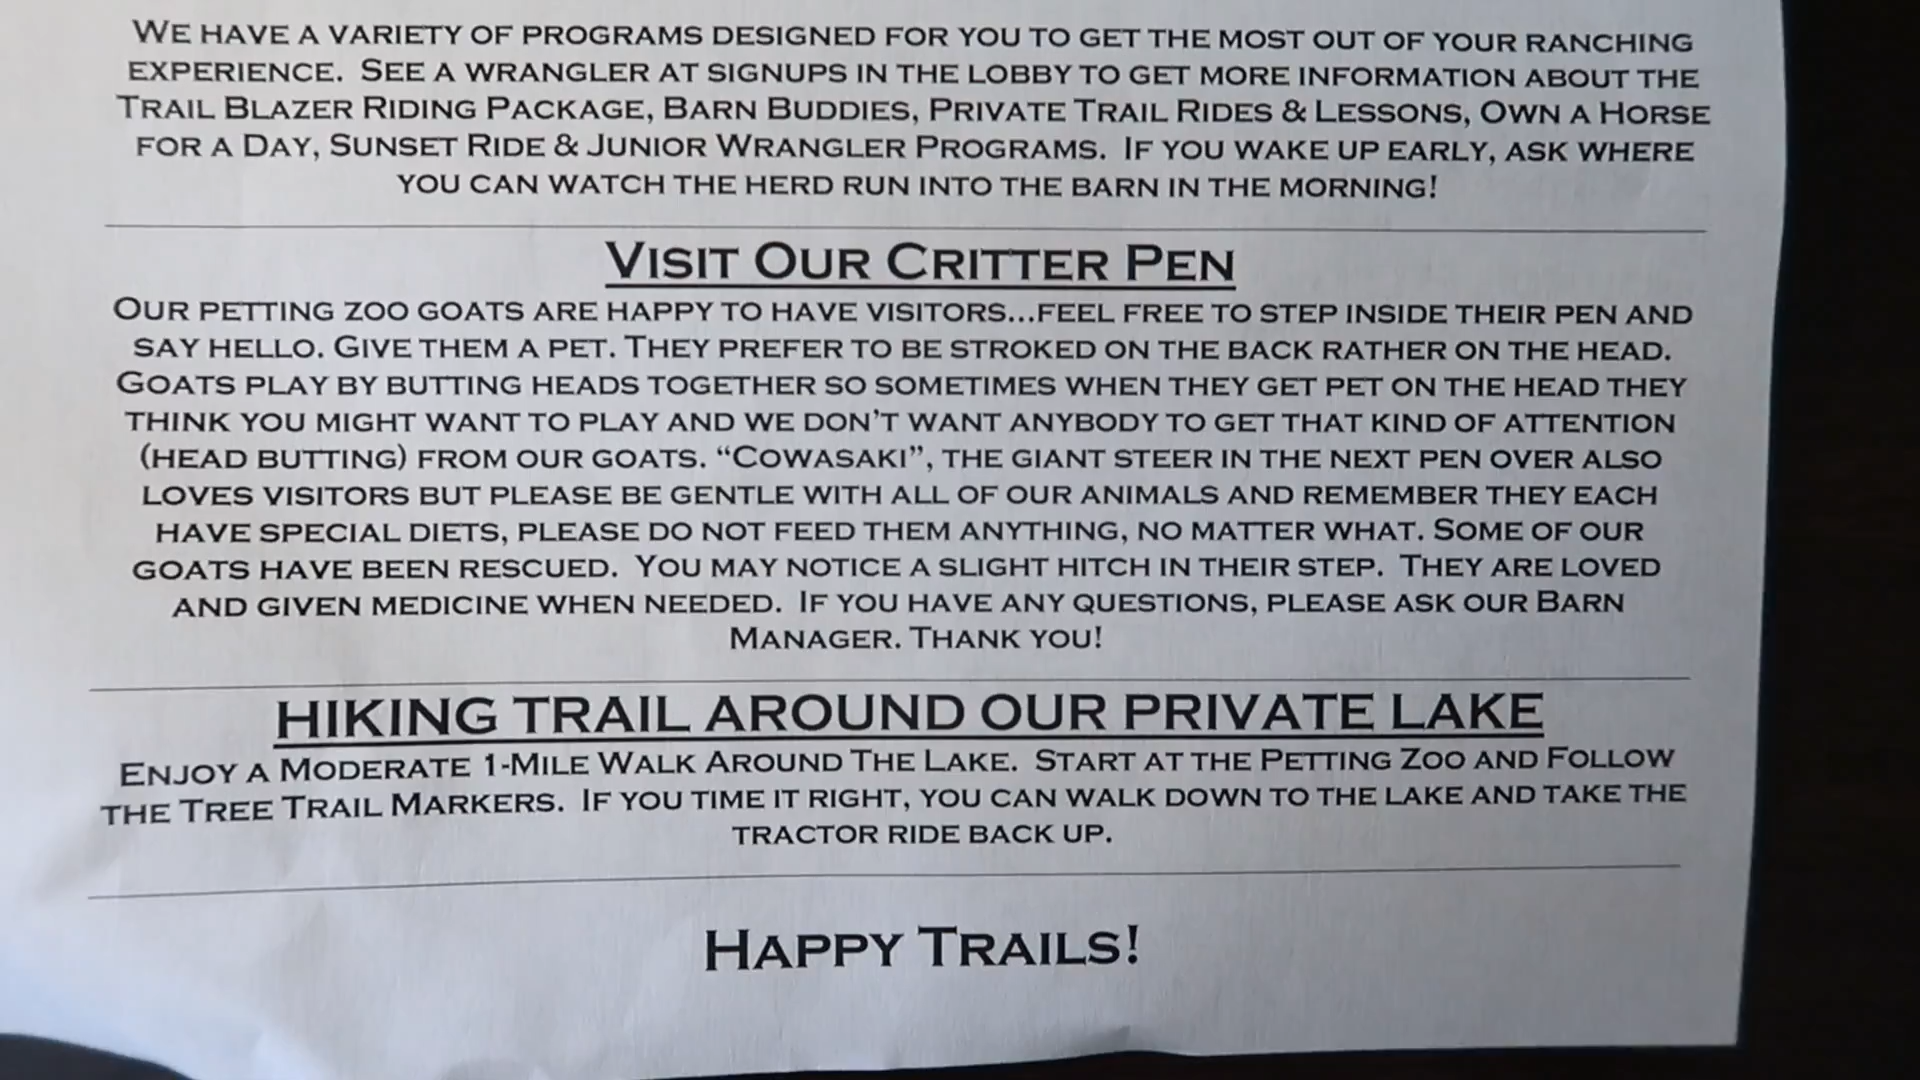 WE HAVE A VARIETY OF PROGRAMS DESIGNED FOR YOU TO GET THE MOST OUT OF YOUR RANCHING
EXPERIENCE. SEE A WRANGLER AT SIGNUPS IN THE LOBBY TO GET MORE INFORMATION ABOUT THE
TRAIL BLAZER RIDING PACKAGE, BARN BUDDIES, PRIVATE TRAIL RIDES & LESSONS, OWN A HORSE
FOR A DAY, SUNSET RIDE & JUNIOR WRANGLER PROGRAMS. IF YOU WAKE UP EARLY, ASK WHERE
YOU CAN WATCH THE HERD RUN INTO THE BARN IN THE MORNING!
VISIT OUR CRITTER PEN
OUR PETTING ZOO GOATS ARE HAPPY TO HAVE VISITORS...FEEL FREE TO STEP INSIDE THEIR PEN AND
SAY HELLO. GIVE THEM A PET. THEY PREFER TO BE STROKED ON THE BACK RATHER ON THE HEAD.
GOATS PLAY BY BUTTING HEADS TOGETHER SO SOMETIMES WHEN THEY GET PET ON THE HEAD THEY
THINK YOU MIGHT WANT TO PLAY AND WE DON'T WANT ANYBODY TO GET THAT KIND OF ATTENTION
(HEAD BUTTING) FROM OUR GOATS. “COWASAKI”, THE GIANT STEER IN THE NEXT PEN OVER ALSO
LOVES VISITORS BUT PLEASE BE GENTLE WITH ALL OF OUR ANIMALS AND REMEMBER THEY EACH
HAVE SPECIAL DIETS, PLEASE DO NOT FEED THEM ANYTHING, NO MATTER WHAT. SOME OF OUR
GOATS HAVE BEEN RESCUED. YOU MAY NOTICE A SLIGHT HITCH IN THEIR STEP. THEY ARE LOVED
AND GIVEN MEDICINE WHEN NEEDED. IF YOU HAVE ANY QUESTIONS, PLEASE ASK OUR BARN
MANAGER. THANK YOU!
HIKING TRAIL AROUND OUR PRIVATE LAKE
ENJOY A MODERATE 1-MILE WALK AROUND THE LAKE. START AT THE PETTING ZOO AND FOLLOW
THE TREE TRAIL MARKERS. IF YOU TIME IT RIGHT, YOU CAN WALK DOWN TO THE LAKE AND TAKE THE
TRACTOR RIDE BACK UP.
HAPPY TRAILS!